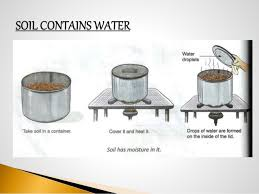 SOIL CONTAINS WATER
Water
droplets
Take soil in a container.
Cover it and heat it.
Drops of water are formed
on the inside of the lid.
Soil has moisture in it.